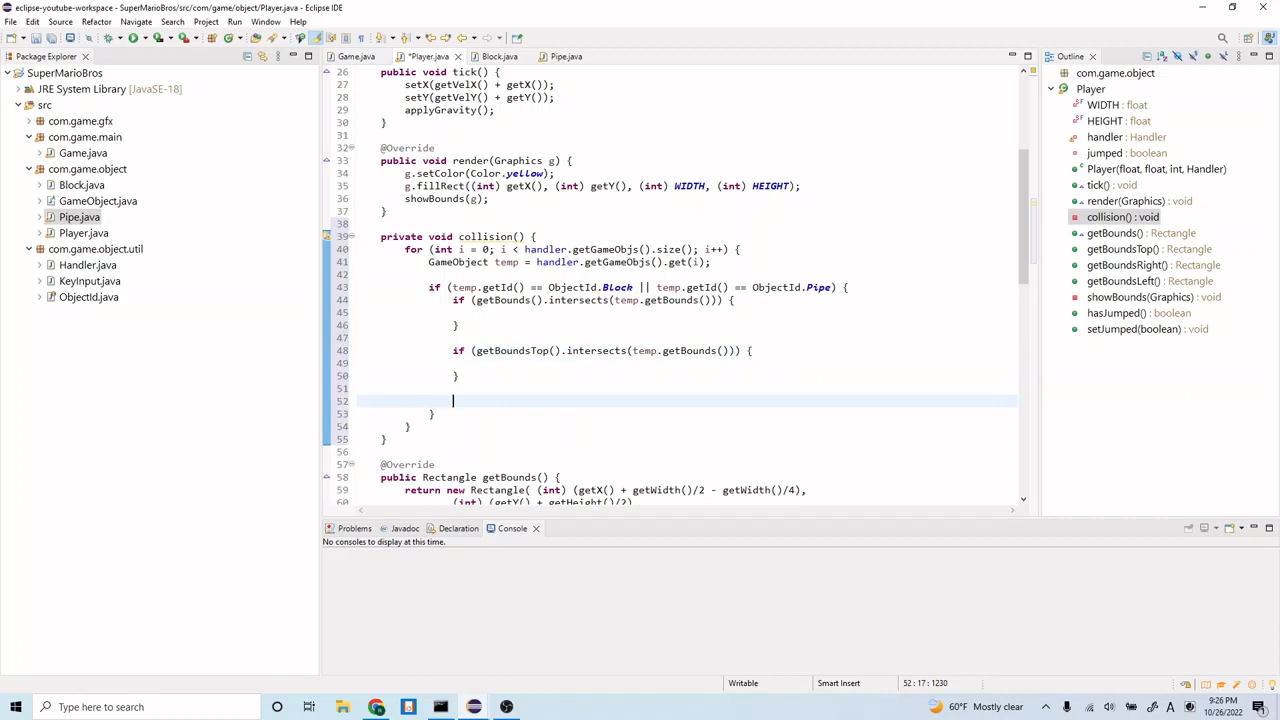 eclipse-youtube-workspace - SuperMarioBros/src/com/game/object/Player.java - Eclipse IDE
File Edit Source Refactor Navigate Search Project Run Window Help
Package Explorer
SuperMarioBros
JRE System Library [JavaSE-18]
src
com.game.gfx
com.game.main
Game.java
com.game.object
Block.java
GameObject.java
Pipe.java
Player.java
com.game.object.util
Handler.java
KeyInput.java
ObjectId.java
Game.java *Player.java Block.java Pipe.java
26 public void tick() {
27 setX(getVelX() + getX());
28 setY(getVelY() + getY());
29 applyGravity();
30 }
31
32 @Override
33 public void render(Graphics g) {
34 g.setColor(Color.yellow);
35 g.fillRect((int) getX(), (int) getY(), (int) WIDTH, (int) HEIGHT);
36 showBounds(g);
37 }
38
39 private void collision() {
40 for (int i = 0; i < handler.getGameObjs().size(); i++) {
41 GameObject temp = handler.getGameObjs().get(i);
42
43 if (temp.getId() == ObjectId.Block || temp.getId() == ObjectId.Pipe) {
44 if (getBounds().intersects(temp.getBounds())) {
45
46 }
47
48 if (getBoundsTop().intersects(temp.getBounds())) {
49
50 }
51
52
53 }
54 }
55 }
56
57 @Override
58 public Rectangle getBounds() {
59 return new Rectangle( (int) (getX() + getWidth()/2 - getWidth()/4),
60 (int) (getY() + getHeight()/2)
Outline
com.game.object
Player
WIDTH : float
HEIGHT : float
handler : Handler
jumped : boolean
Player(float, float, int, Handler)
tick() : void
render(Graphics) : void
collision() : void
getBounds() : Rectangle
getBoundsTop() : Rectangle
getBoundsRight() : Rectangle
getBoundsLeft() : Rectangle
showBounds(Graphics) : void
hasJumped() : boolean
setJumped(boolean) : void
Problems Javadoc Declaration Console
No consoles to display at this time.
Writable Smart Insert 52 : 17 : 1230
Type here to search
60°F Mostly clear
9:26 PM
10/26/2022